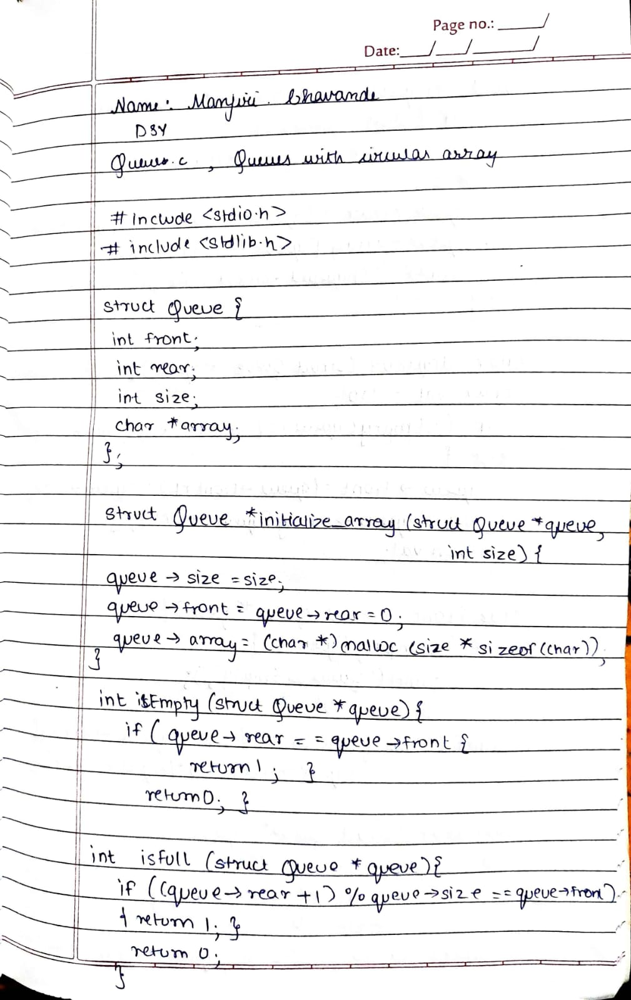 Page no.:
Date:
Name: Manjiri. Bhavande
DSY
Queues.c , Queues with circular array
# include <stdio.h>
# include <stdlib.h>
struct Queue {
int front;
int rear;
int size;
char *array;
};
struct Queue *initialize_array (struct Queue *queue,
int size) {
queue → size = size;
queue → front = queue → rear = 0;
queue → array = (char *) malloc (size * sizeof (char));
}
int isEmpty (struct Queue * queue) {
if ( queue → rear = = queue → front {
return 1 ; }
return 0; }
int isfull (struct Queue * queue) {
if ((queue → rear + 1) % queue → size == queue → front)
{ return 1; }
return 0;
}